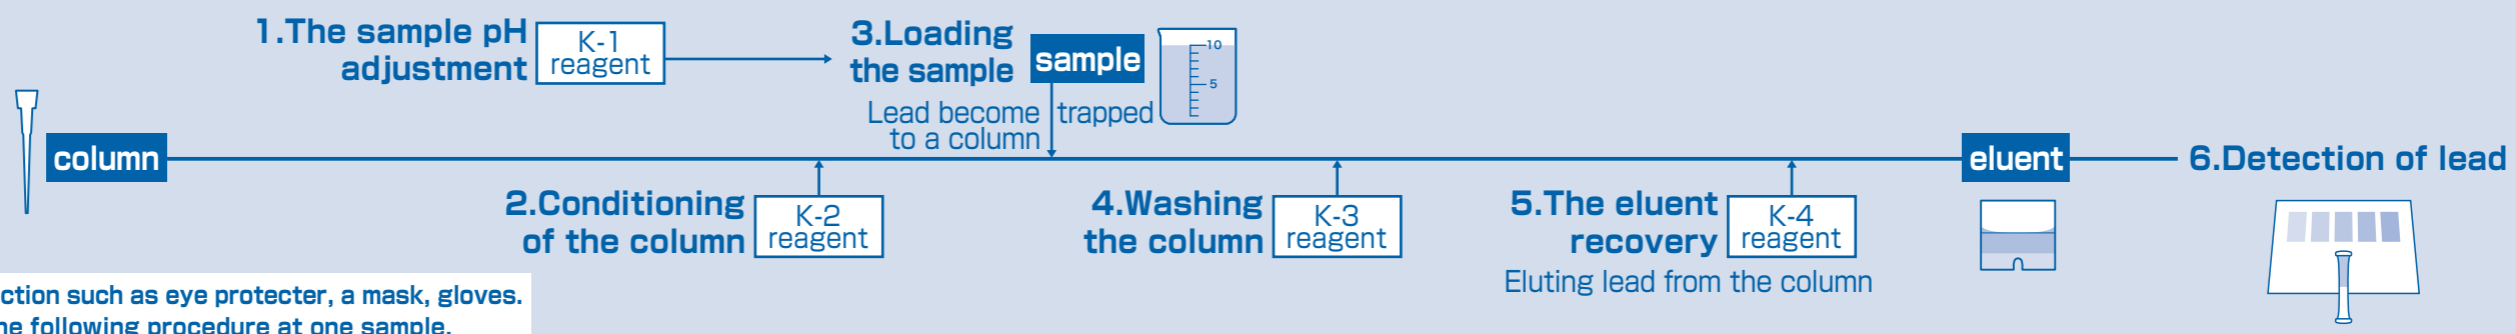 1.The sample pH
adjustment
K-1
reagent
3.Loading
the sample
sample
10
5
Lead become trapped
to a column
column
2.Conditioning
of the column
K-2
reagent
4.Washing
the column
K-3
reagent
5.The eluent
recovery
K-4
reagent
Eluting lead from the column
eluent
6.Detection of lead
ction such as eye protecter, a mask, gloves.
he following procedure at one sample.